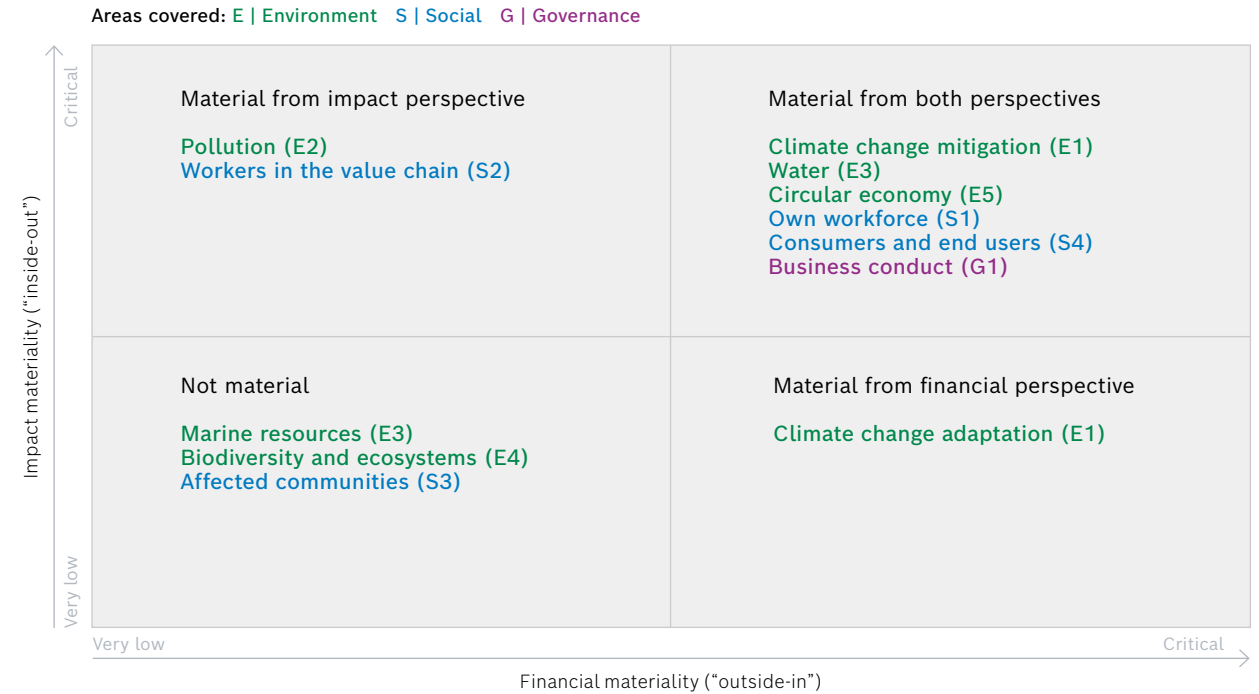 Areas covered: E | Environment S | Social G | Governance
Critical
Material from impact perspective
Pollution (E2)
Workers in the value chain (S2)
Material from both perspectives
Climate change mitigation (E1)
Water (E3)
Circular economy (E5)
Own workforce (S1)
Consumers and end users (S4)
Business conduct (G1)
Impact materiality (“inside-out”)
Not material
Marine resources (E3)
Biodiversity and ecosystems (E4)
Affected communities (S3)
Material from financial perspective
Climate change adaptation (E1)
Very low
Very low
Critical
Financial materiality (“outside-in”)